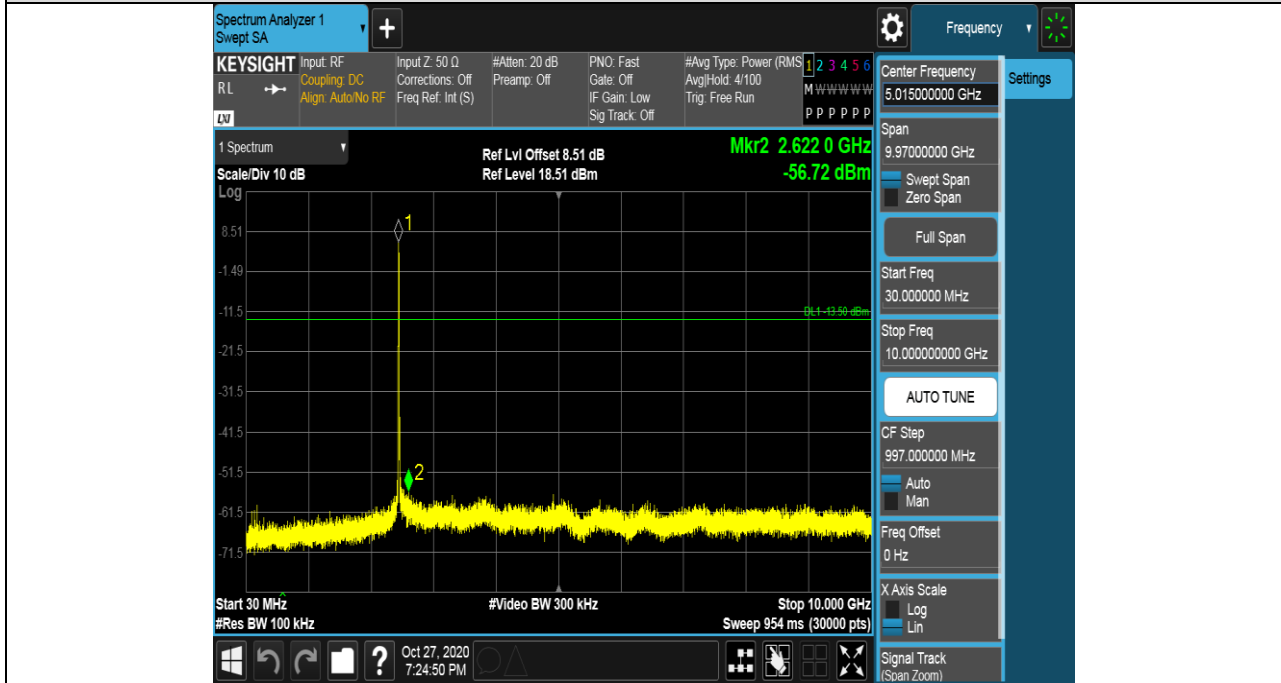 Spectrum Analyzer 1
Swept SA
+
Frequency
KEYSIGHT
RL
LXI
Input: RF
Coupling: DC
Align: Auto/No RF
Input Z: 50 Ω
Corrections: Off
Freq Ref: Int (S)
#Atten: 20 dB
Preamp: Off
PNO: Fast
Gate: Off
IF Gain: Low
Sig Track: Off
#Avg Type: Power (RMS
Avg|Hold: 4/100
Trig: Free Run
1 2 3 4 5 6
M W W W W W
P P P P P P
1 Spectrum
Scale/Div 10 dB
Log
Ref Lvl Offset 8.51 dB
Ref Level 18.51 dBm
Mkr2 2.622 0 GHz
-56.72 dBm
1
8.51
-1.49
-11.5
DL1 -13.50 dBm
-21.5
-31.5
-41.5
-51.5
2
-61.5
-71.5
Start 30 MHz
#Res BW 100 kHz
#Video BW 300 kHz
Stop 10.000 GHz
Sweep 954 ms (30000 pts)
?
Oct 27, 2020
7:24:50 PM
Center Frequency
5.015000000 GHz
Settings
Span
9.97000000 GHz
Swept Span
Zero Span
Full Span
Start Freq
30.000000 MHz
Stop Freq
10.000000000 GHz
AUTO TUNE
CF Step
997.000000 MHz
Auto
Man
Freq Offset
0 Hz
X Axis Scale
Log
Lin
Signal Track
(Span Zoom)